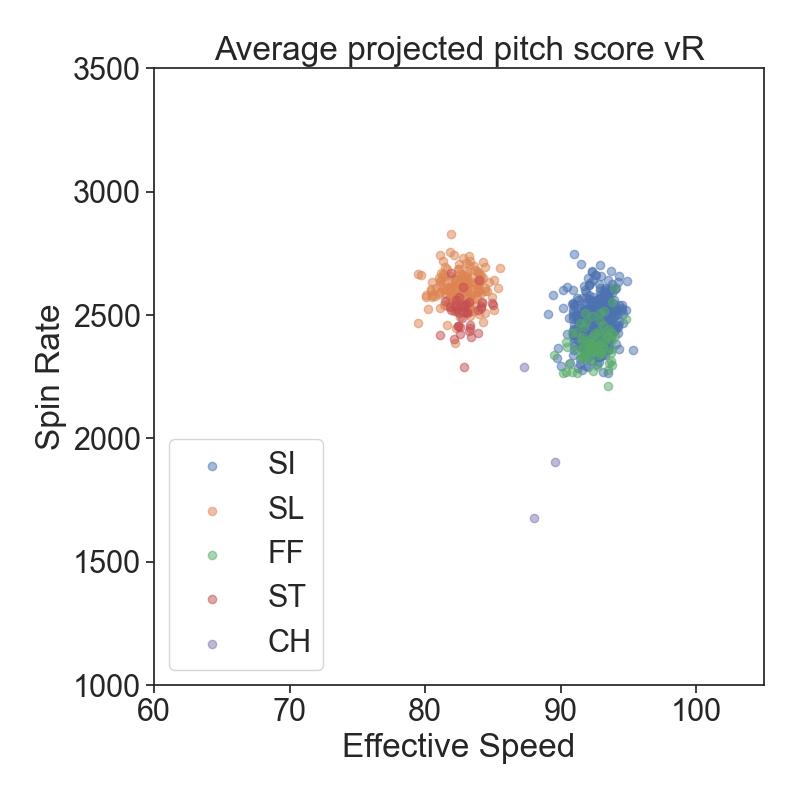 Average projected pitch score vR
3500
3000
2500
2000
1500
1000
Spin Rate
SI
SL
FF
ST
CH
60 70 80 90 100
Effective Speed